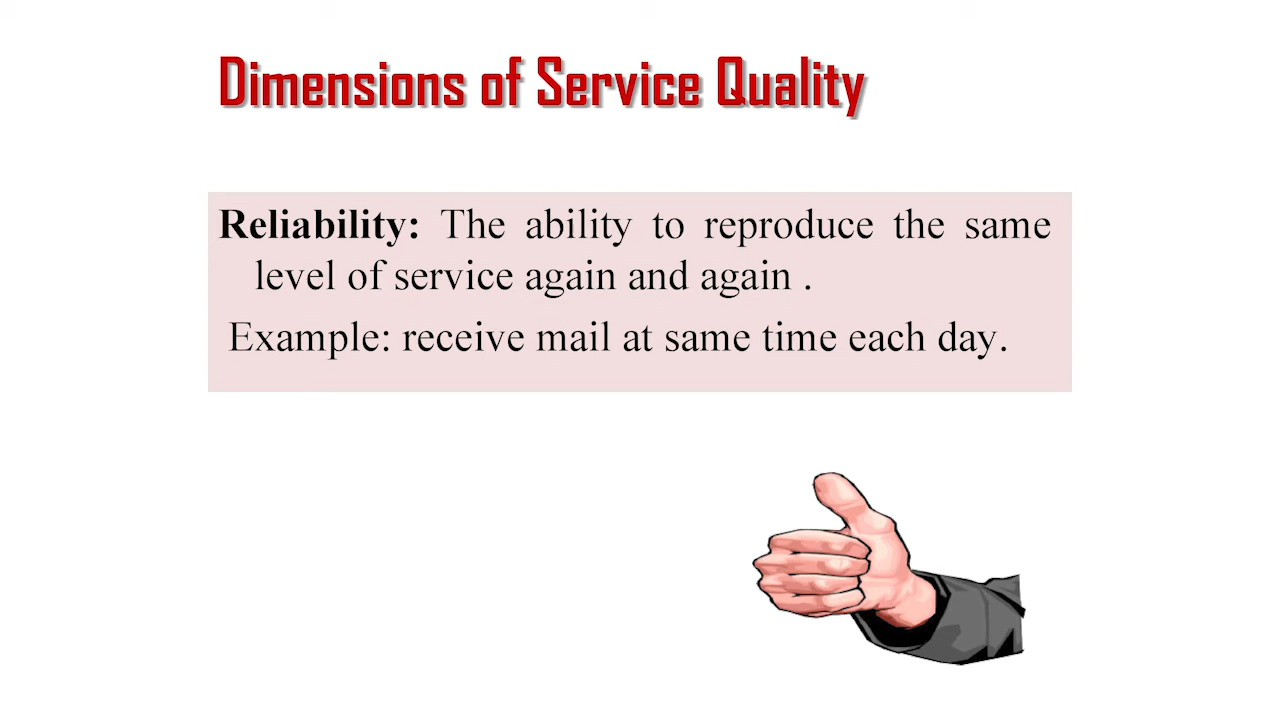 Dimensions of Service Quality
Reliability: The ability to reproduce the same
level of service again and again .
Example: receive mail at same time each day.